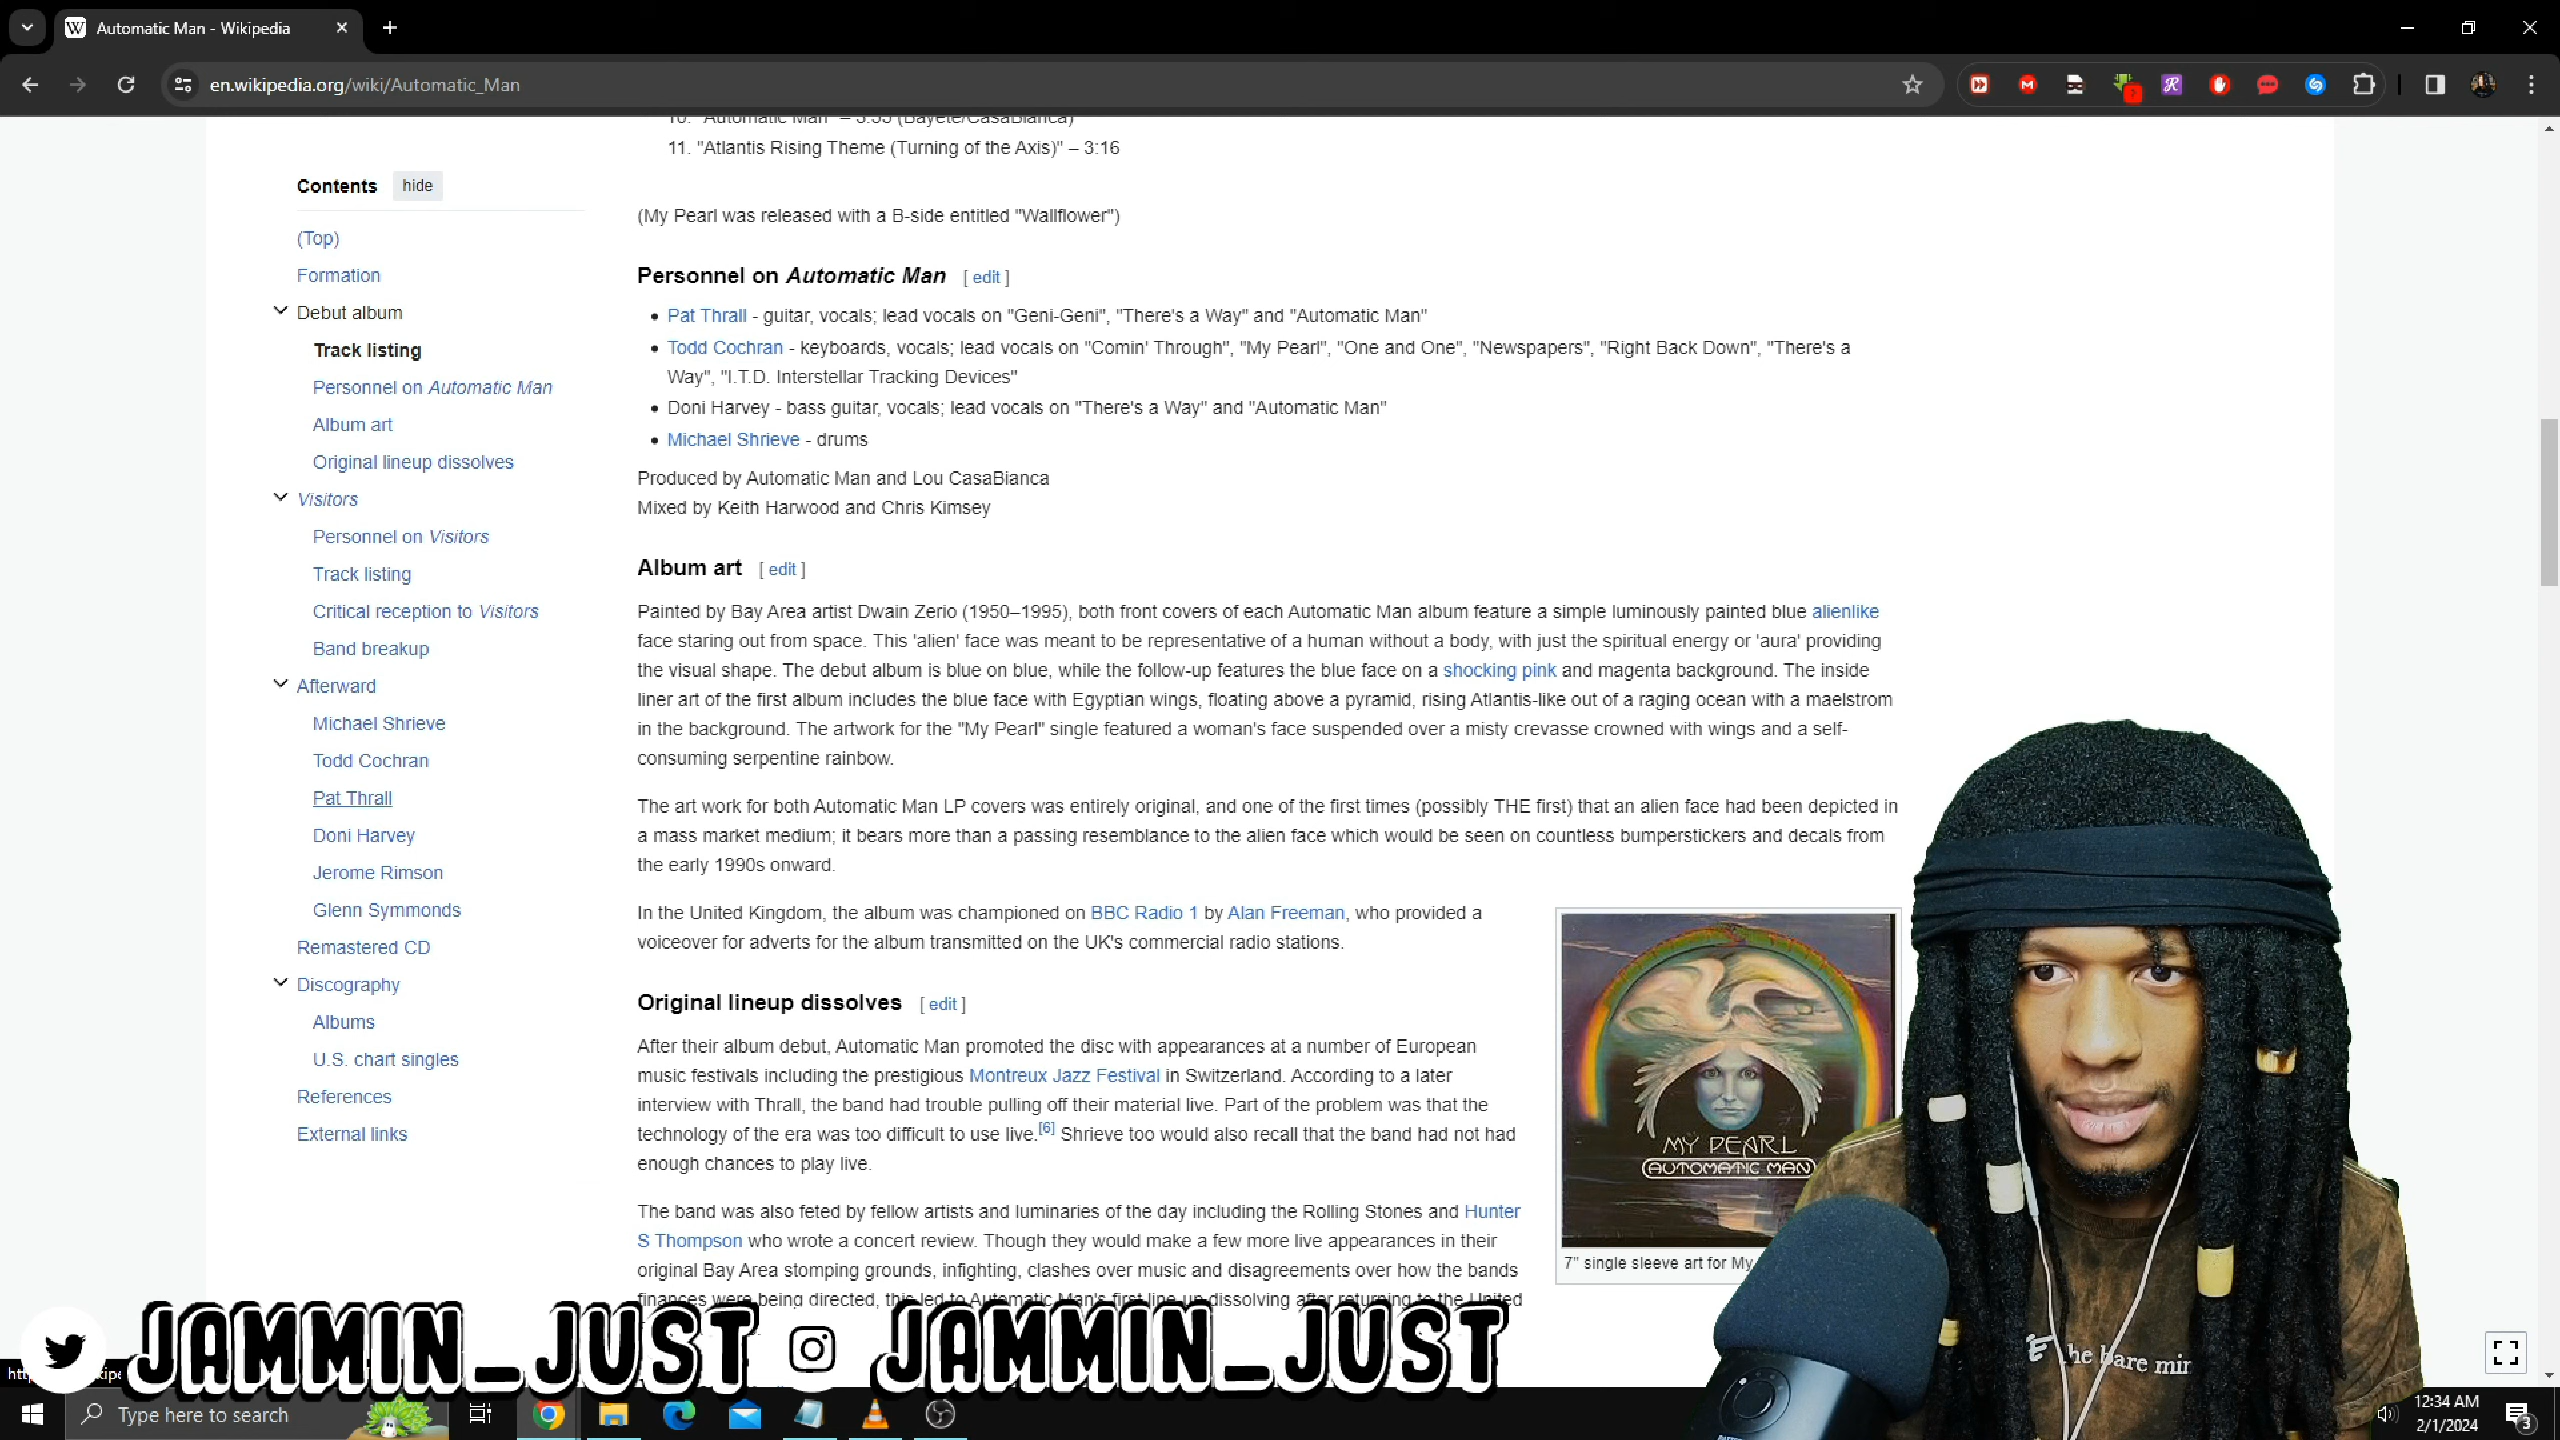 Automatic Man - Wikipedia
en.wikipedia.org/wiki/Automatic_Man
10. "Automatic Man" – 3:35 (Bayete/CasaBianca)
11. "Atlantis Rising Theme (Turning of the Axis)" – 3:16
Contents hide
(My Pearl was released with a B-side entitled "Wallflower")
(Top)
Formation
Debut album
Track listing
Personnel on Automatic Man
Album art
Original lineup dissolves
Visitors
Personnel on Visitors
Track listing
Critical reception to Visitors
Band breakup
Afterward
Michael Shrieve
Todd Cochran
Pat Thrall
Doni Harvey
Jerome Rimson
Glenn Symmonds
Remastered CD
Discography
Albums
U.S. chart singles
References
External links
Personnel on Automatic Man [ edit ]
• Pat Thrall - guitar, vocals; lead vocals on "Geni-Geni", "There's a Way" and "Automatic Man"
• Todd Cochran - keyboards, vocals; lead vocals on "Comin' Through", "My Pearl", "One and One", "Newspapers", "Right Back Down", "There's a
Way", "I.T.D. Interstellar Tracking Devices"
• Doni Harvey - bass guitar, vocals; lead vocals on "There's a Way" and "Automatic Man"
• Michael Shrieve - drums
Produced by Automatic Man and Lou CasaBianca
Mixed by Keith Harwood and Chris Kimsey
Album art [ edit ]
Painted by Bay Area artist Dwain Zerio (1950–1995), both front covers of each Automatic Man album feature a simple luminously painted blue alienlike
face staring out from space. This 'alien' face was meant to be representative of a human without a body, with just the spiritual energy or 'aura' providing
the visual shape. The debut album is blue on blue, while the follow-up features the blue face on a shocking pink and magenta background. The inside
liner art of the first album includes the blue face with Egyptian wings, floating above a pyramid, rising Atlantis-like out of a raging ocean with a maelstrom
in the background. The artwork for the "My Pearl" single featured a woman's face suspended over a misty crevasse crowned with wings and a self-
consuming serpentine rainbow.
The art work for both Automatic Man LP covers was entirely original, and one of the first times (possibly THE first) that an alien face had been depicted in
a mass market medium; it bears more than a passing resemblance to the alien face which would be seen on countless bumperstickers and decals from
the early 1990s onward.
In the United Kingdom, the album was championed on BBC Radio 1 by Alan Freeman, who provided a
voiceover for adverts for the album transmitted on the UK's commercial radio stations.
Original lineup dissolves [ edit ]
After their album debut, Automatic Man promoted the disc with appearances at a number of European
music festivals including the prestigious Montreux Jazz Festival in Switzerland. According to a later
interview with Thrall, the band had trouble pulling off their material live. Part of the problem was that the
technology of the era was too difficult to use live.[6] Shrieve too would also recall that the band had not had
enough chances to play live.
The band was also feted by fellow artists and luminaries of the day including the Rolling Stones and Hunter
S Thompson who wrote a concert review. Though they would make a few more live appearances in their
original Bay Area stomping grounds, infighting, clashes over music and disagreements over how the bands
finances were being directed, this led to Automatic Man's first line-up dissolving after returning to the United
MY PEARL
AUTOMATIC MAN
7" single sleeve art for My
he bare min
JAMMIN_JUST JAMMIN_JUST
Type here to search
12:34 AM
2/1/2024
3